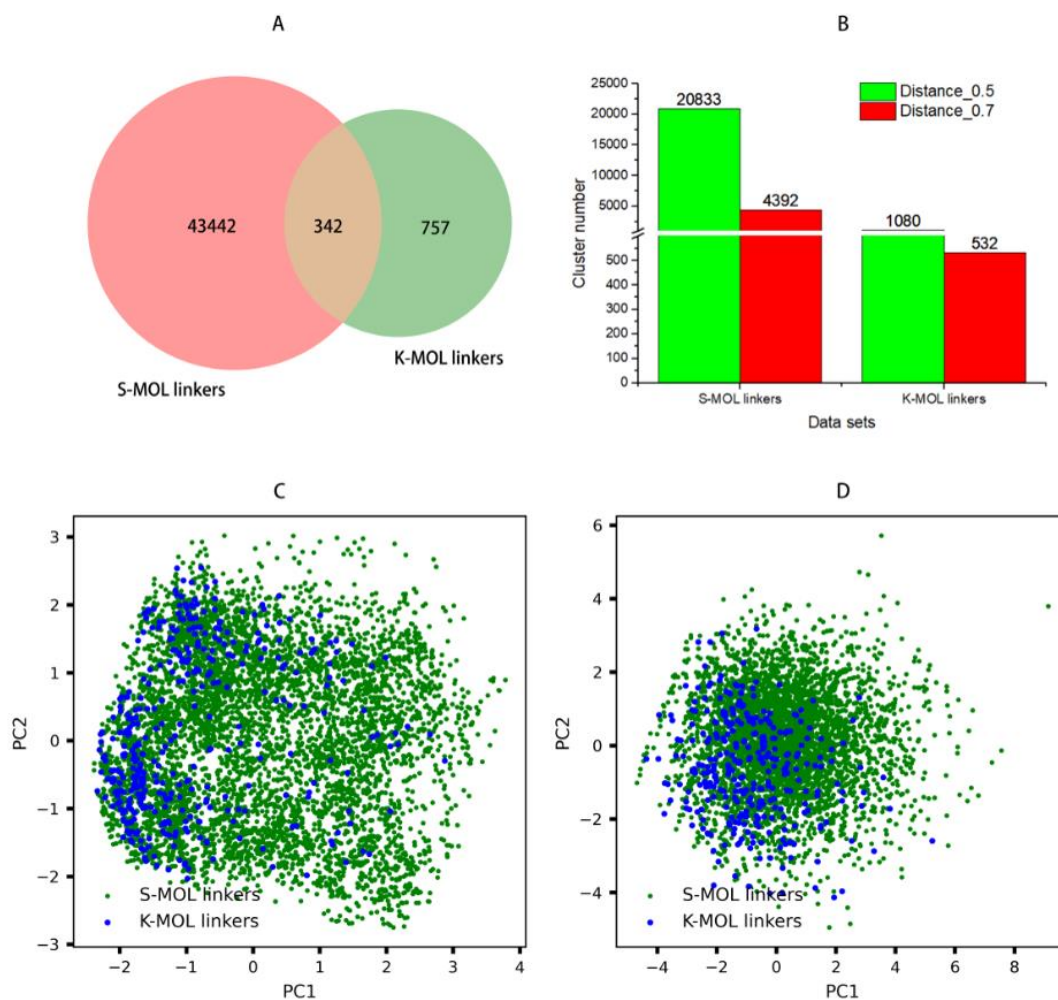 A
43442
342
757
S-MOL linkers
K-MOL linkers
B
25000
20000
15000
10000
5000
500
400
300
200
100
0
Cluster number
20833
4392
1080
532
Distance_0.5
Distance_0.7
S-MOL linkers
K-MOL linkers
Data sets
C
3
2
1
0
−1
−2
−3
PC2
S-MOL linkers
K-MOL linkers
−2
−1
0
1
2
3
4
PC1
D
6
4
2
0
−2
−4
PC2
S-MOL linkers
K-MOL linkers
−4
−2
0
2
4
6
8
PC1